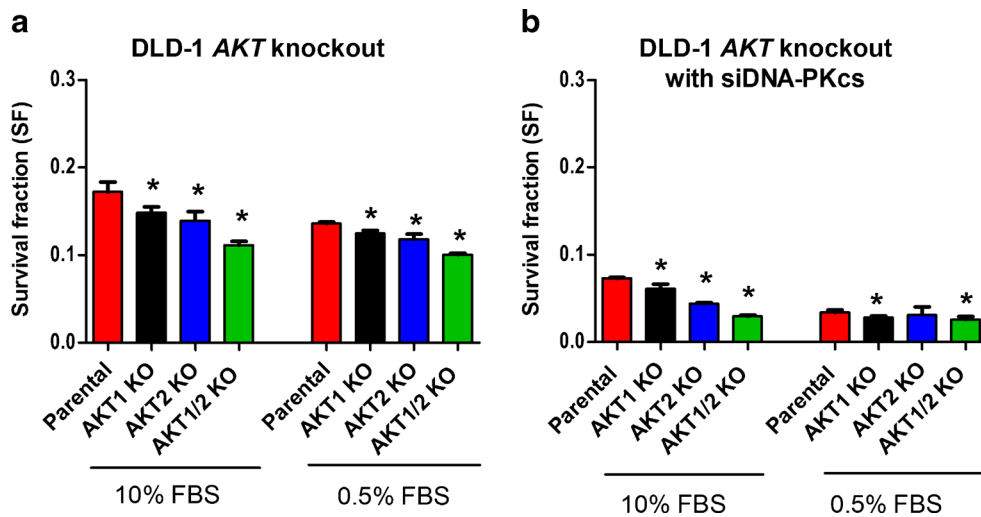 a
DLD-1 AKT knockout
Survival fraction (SF)
0.3
0.2
0.1
0.0
* * * * * *
Parental
AKT1 KO
AKT2 KO
AKT1/2 KO
Parental
AKT1 KO
AKT2 KO
AKT1/2 KO
10% FBS
0.5% FBS
b
DLD-1 AKT knockout
with siDNA-PKcs
Survival fraction (SF)
0.3
0.2
0.1
0.0
* * * * *
Parental
AKT1 KO
AKT2 KO
AKT1/2 KO
Parental
AKT1 KO
AKT2 KO
AKT1/2 KO
10% FBS
0.5% FBS